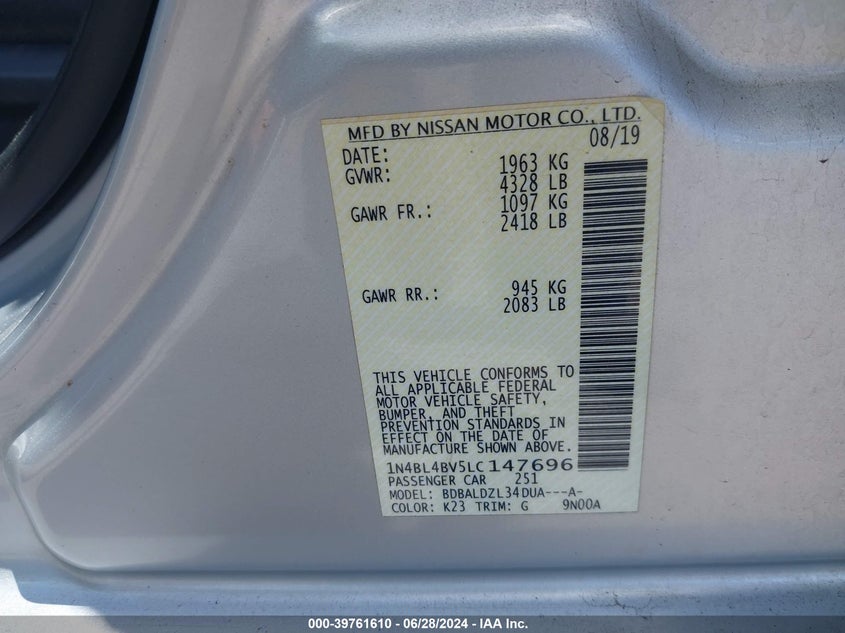 MFD BY NISSAN MOTOR CO., LTD.
DATE: 08/19
GVWR: 1963 KG
4328 LB
GAWR FR.: 1097 KG
2418 LB
GAWR RR.: 945 KG
2083 LB
THIS VEHICLE CONFORMS TO
ALL APPLICABLE FEDERAL
MOTOR VEHICLE SAFETY,
BUMPER, AND THEFT
PREVENTION STANDARDS IN
EFFECT ON THE DATE OF
MANUFACTURE SHOWN ABOVE.
1N4BL4BV5LC147696
PASSENGER CAR 251
MODEL: BDBALDZL34DUA---A-
COLOR: K23 TRIM: G 9N00A
000-39761610 / 06/28/2024 - IAA Inc.